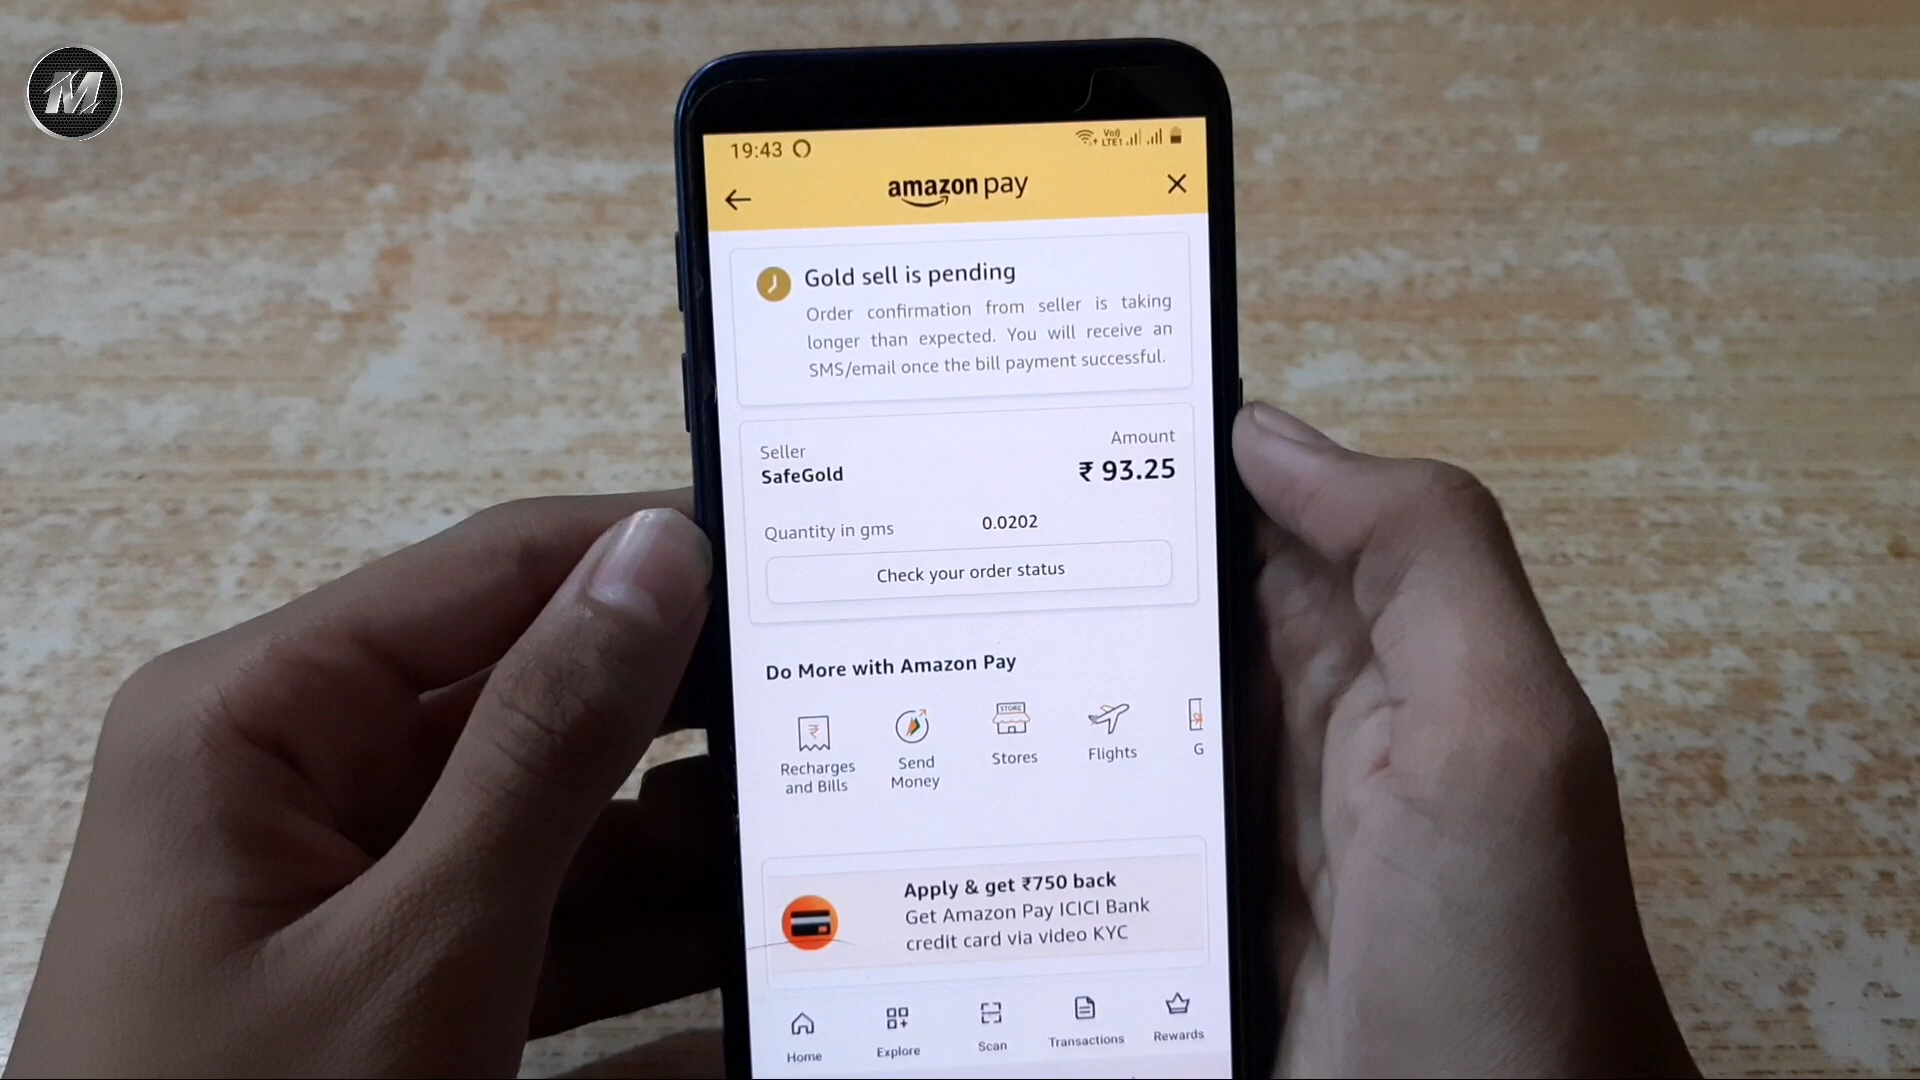 M
19:43
Vo)) LTE1
amazon pay
Gold sell is pending
Order confirmation from seller is taking
longer than expected. You will receive an
SMS/email once the bill payment successful.
Seller
SafeGold
Amount
₹ 93.25
Quantity in gms
0.0202
Check your order status
Do More with Amazon Pay
Recharges
and Bills
Send
Money
STORE
Stores
Flights
G
Apply & get ₹750 back
Get Amazon Pay ICICI Bank
credit card via video KYC
Home
Explore
Scan
Transactions
Rewards